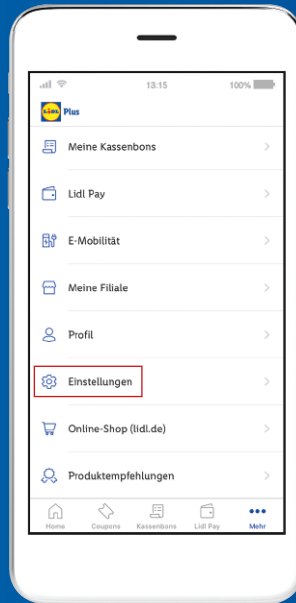 13:15
100%
LIDL Plus
Meine Kassenbons
Lidl Pay
E-Mobilität
Meine Filiale
Profil
Einstellungen
Online-Shop (lidl.de)
Produktempfehlungen
Home Coupons Kassenbons Lidl Pay Mehr